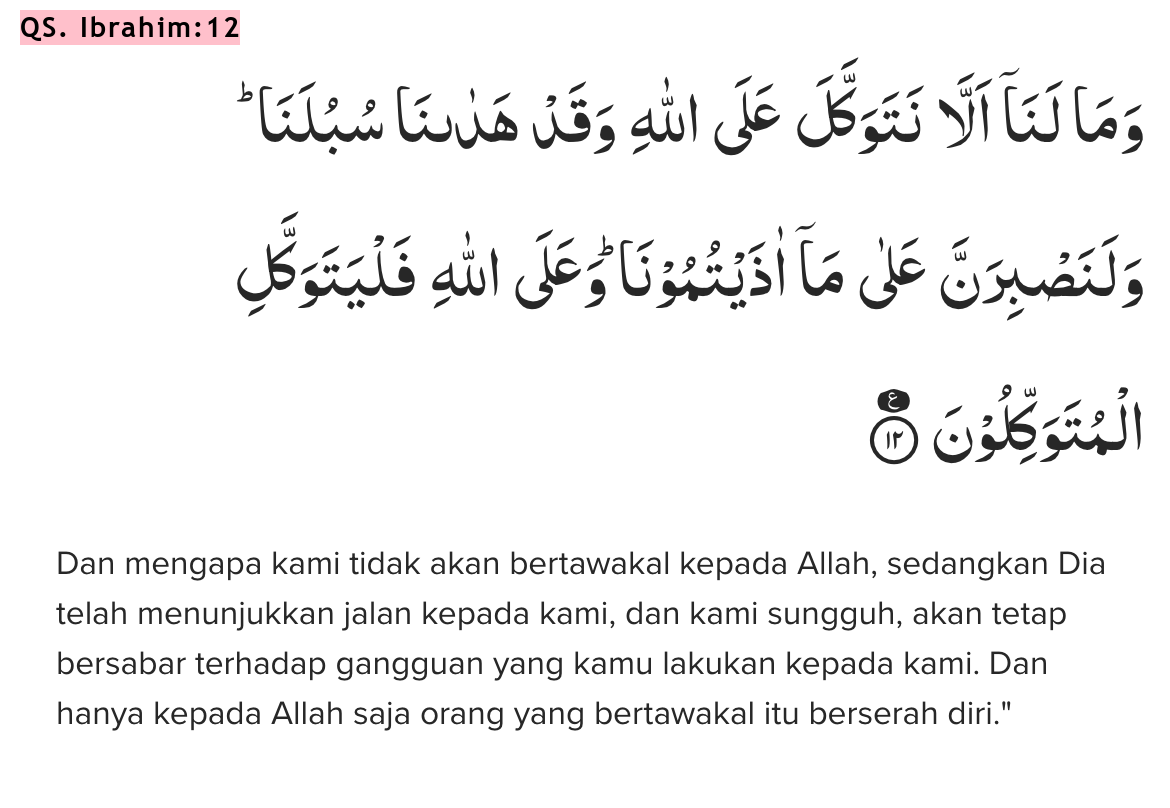 QS. Ibrahim:12
وَمَا لَنَآ اَلَّا نَتَوَكَّلَ عَلَى اللّٰهِ وَقَدْ هَدٰىنَا سُبُلَنَاۗ
وَلَنَصْبِرَنَّ عَلٰى مَآ اٰذَيْتُمُوْنَاۗ وَعَلَى اللّٰهِ فَلْيَتَوَكَّلِ
الْمُتَوَكِّلُوْنَ ࣖ ١٢
Dan mengapa kami tidak akan bertawakal kepada Allah, sedangkan Dia
telah menunjukkan jalan kepada kami, dan kami sungguh, akan tetap
bersabar terhadap gangguan yang kamu lakukan kepada kami. Dan
hanya kepada Allah saja orang yang bertawakal itu berserah diri."